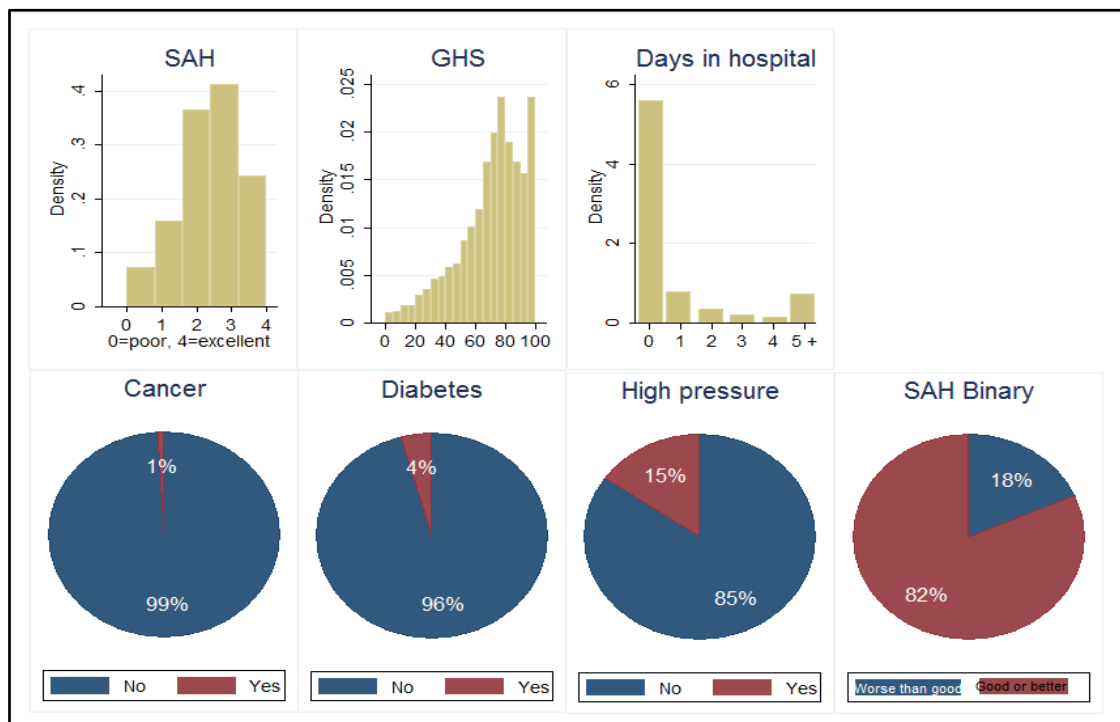 SAH
GHS
Days in hospital
Density
0
.1
.2
.3
.4
0 1 2 3 4
0=poor, 4=excellent
Density
0
.005
.01
.015
.02
.025
0 20 40 60 80 100
Density
0
2
4
6
0 1 2 3 4 5 +
Cancer
Diabetes
High pressure
SAH Binary
1%
99%
4%
96%
15%
85%
18%
82%
No Yes
No Yes
No Yes
Worse than good Good or better